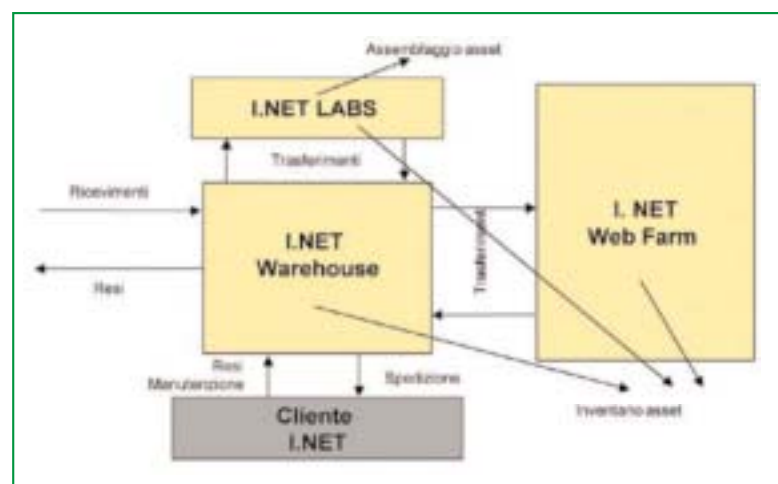 Assemblaggio asset
I.NET LABS
Trasferimenti
Ricevimenti
I.NET
Warehouse
Resi
Trasferimenti
I. NET
Web Farm
Resi
Manutenzione
Spedizione
Inventario asset
Cliente
I.NET